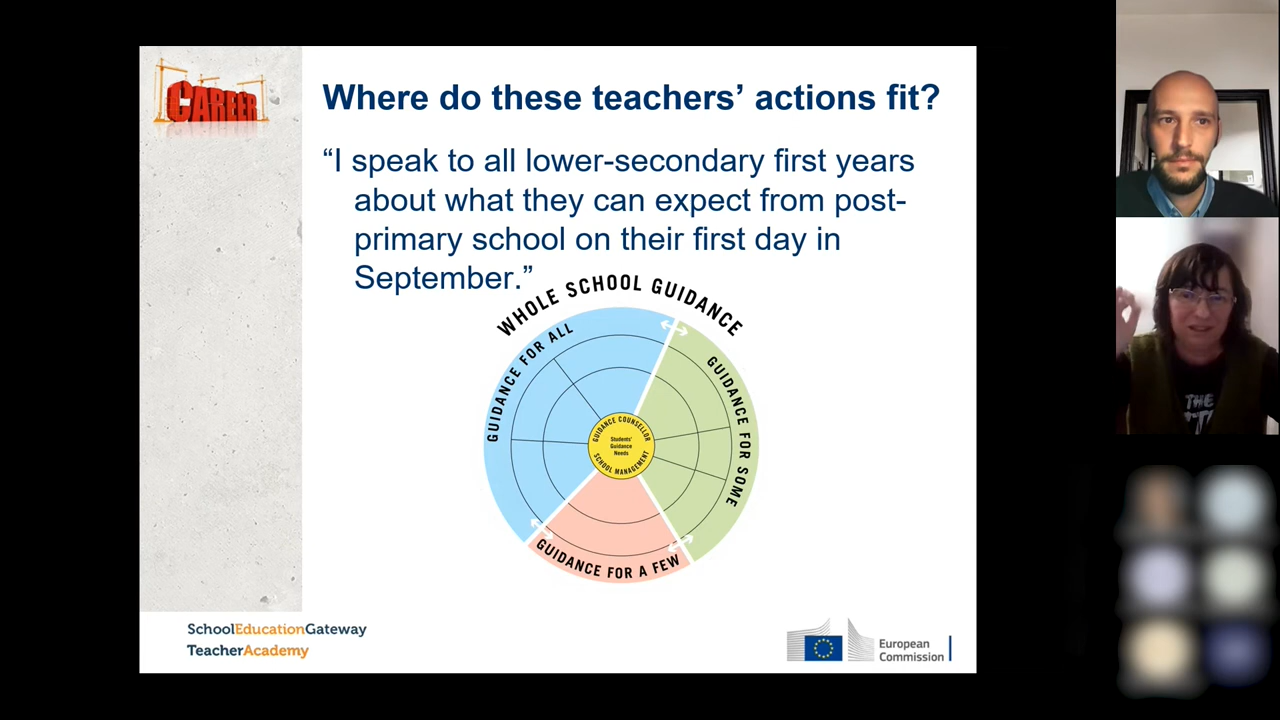 CAREER
Where do these teachers’ actions fit?
“I speak to all lower-secondary first years
about what they can expect from post-
primary school on their first day in
September.”
WHOLE SCHOOL GUIDANCE
GUIDANCE FOR ALL
GUIDANCE FOR SOME
GUIDANCE COUNSELLOR
Students'
Guidance
Needs
SCHOOL MANAGEMENT
GUIDANCE FOR A FEW
SchoolEducationGateway
TeacherAcademy
European
Commission
THE